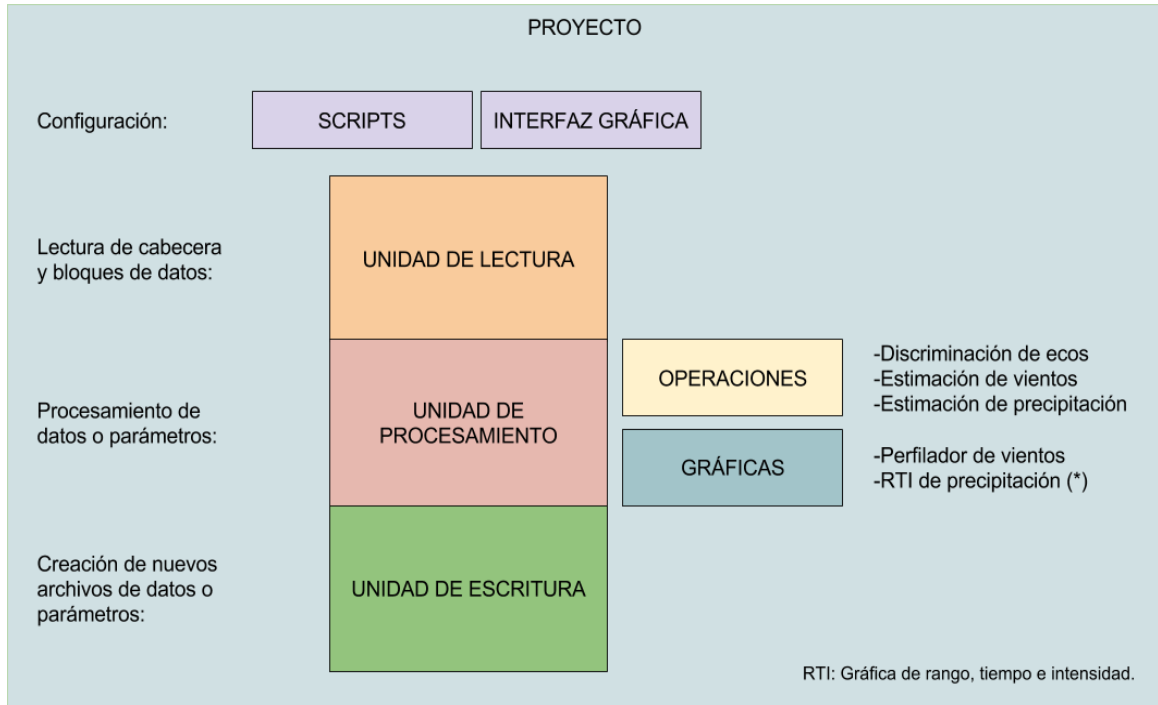 PROYECTO
Configuración:
SCRIPTS
INTERFAZ GRÁFICA
Lectura de cabecera
y bloques de datos:
UNIDAD DE LECTURA
Procesamiento de
datos o parámetros:
UNIDAD DE
PROCESAMIENTO
OPERACIONES
-Discriminación de ecos
-Estimación de vientos
-Estimación de precipitación
GRÁFICAS
-Perfilador de vientos
-RTI de precipitación (*)
Creación de nuevos
archivos de datos o
parámetros:
UNIDAD DE ESCRITURA
RTI: Gráfica de rango, tiempo e intensidad.